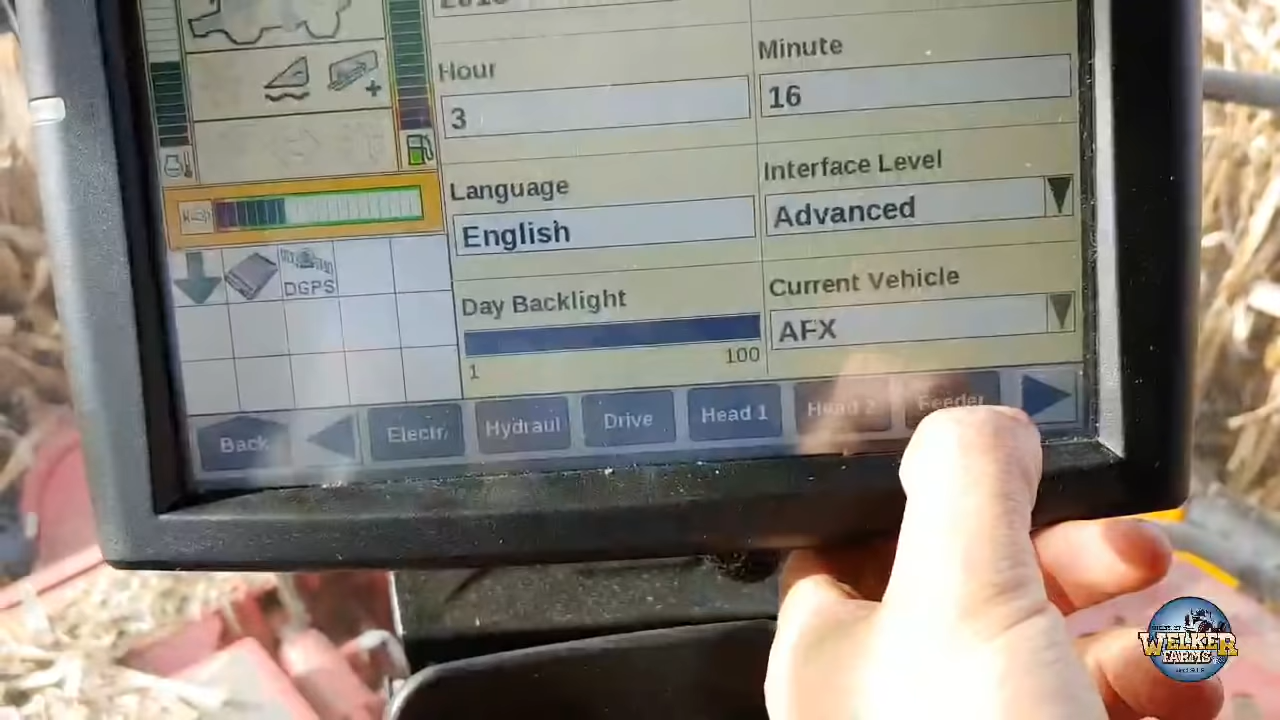 Hour
Minute
3
16
Language
Interface Level
English
Advanced
DGPS
Day Backlight
Current Vehicle
AFX
1
100
Back
Electr.
Hydraul
Drive
Head 1
Head 2
Feeder
WELKER
FARMS